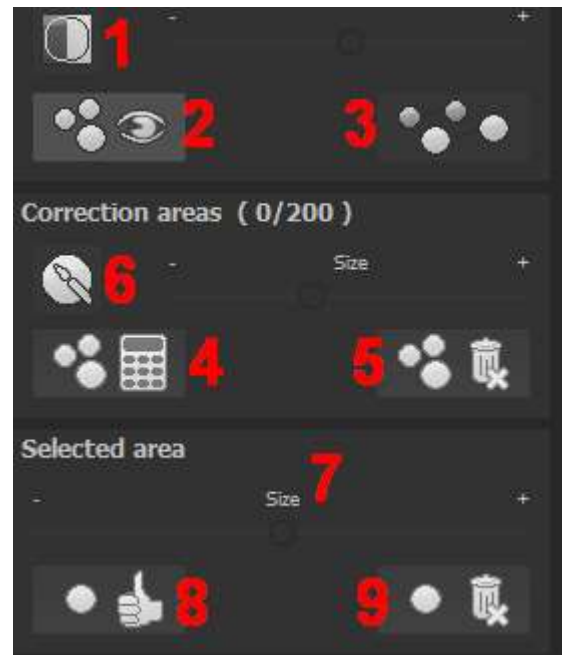 1 - +
2 3
Correction areas ( 0/200 )
6 - Size +
4 5
Selected area
7
- Size +
8 9